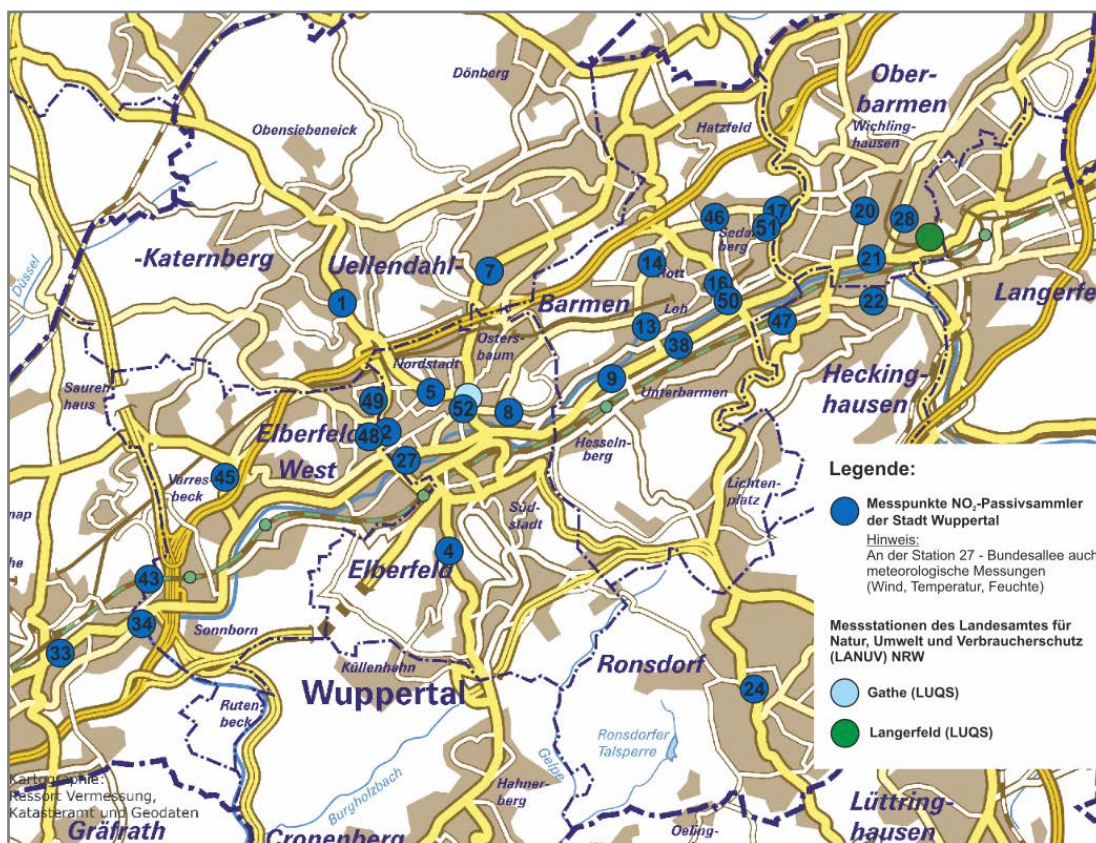 Dönberg
Ober-
barmen
Obensiebeneick
Hatzfeld
Wichling-
hausen
-Katernberg
Uellendahl-
Düssel
46
17
51
20
28
Sedans
berg
14
7
16
50
21
22
1
Barmen
Loh
13
38
47
Langerfe
Nordstadt
Osters-
baum
9
Unterbarmen
Hecking-
hausen
Sauren
haus
49
5
52
8
48
2
Elberfeld
West
27
Hesseln-
berg
45
Varres-
beck
Lichten-
platz
Süd-
stadt
nap
he
4
Elberfeld
43
34
33
Sonnborn
Küllenhahn
Wuppertal
Ronsdorf
24
Ruten-
beck
Ronsdorfer
Talsperre
Gelpe
Burgholzbach
Hahner-
berg
Kartographie:
Ressort Vermessung,
Katasteramt und Geodaten
Gräfrath
Cronenberg
Oeling-
Lüttring-
hausen
Legende:
Messpunkte NO₂-Passivsammler
der Stadt Wuppertal
Hinweis:
An der Station 27 - Bundesallee auch
meteorologische Messungen
(Wind, Temperatur, Feuchte)
Messstationen des Landesamtes für
Natur, Umwelt und Verbraucherschutz
(LANUV) NRW
Gathe (LUQS)
Langerfeld (LUQS)